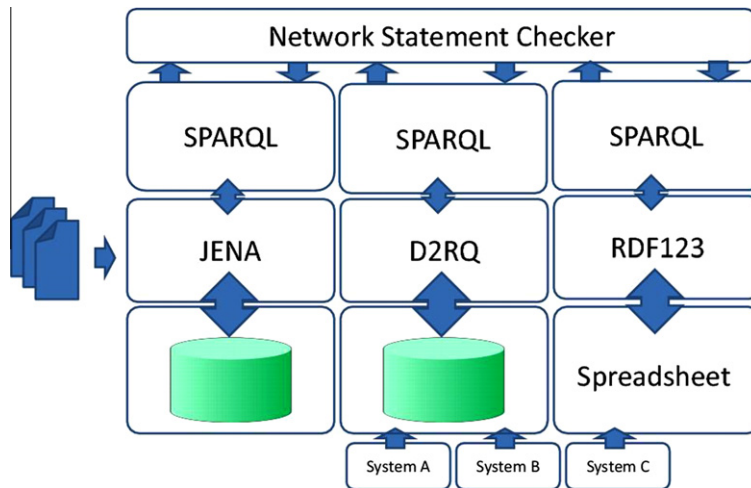 Network Statement Checker
SPARQL
SPARQL
SPARQL
JENA
D2RQ
RDF123
Spreadsheet
System A
System B
System C